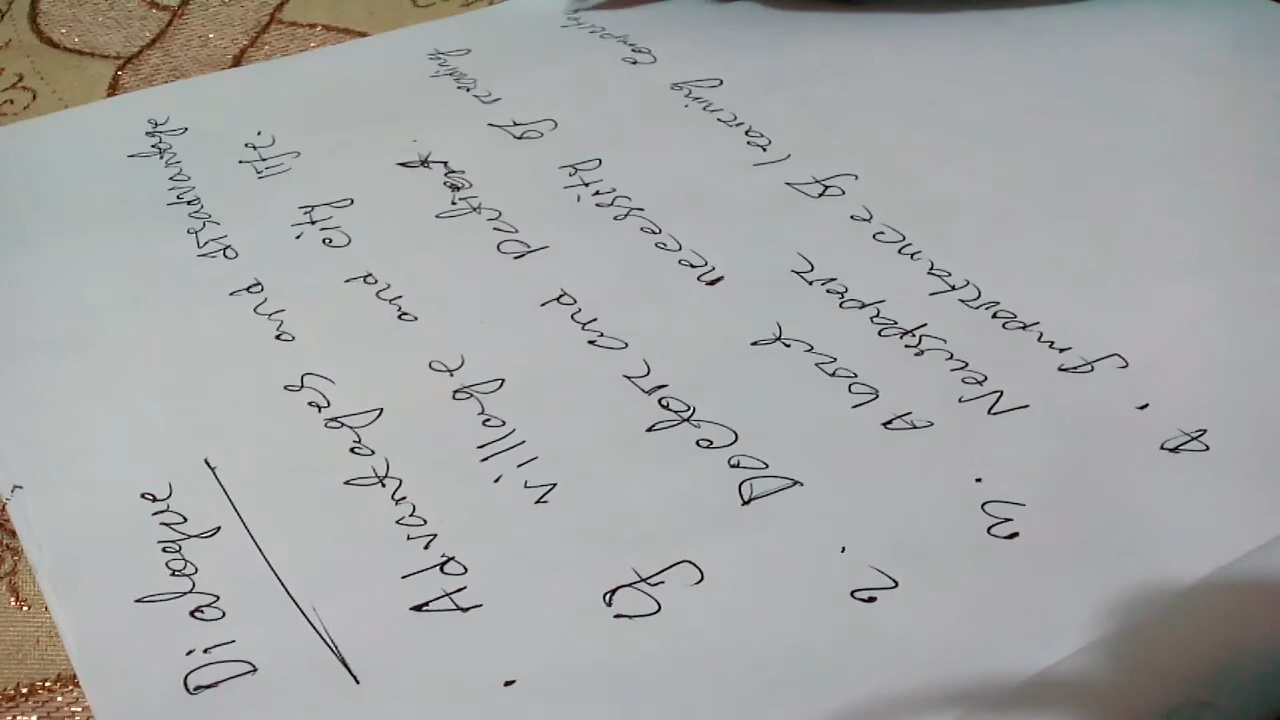 Dialogue
. Advantages and disadvantage
of village and city life.
2. Doctor and patient.
3. About necessity of reading
Newspaper
4. Importance of learning Computer